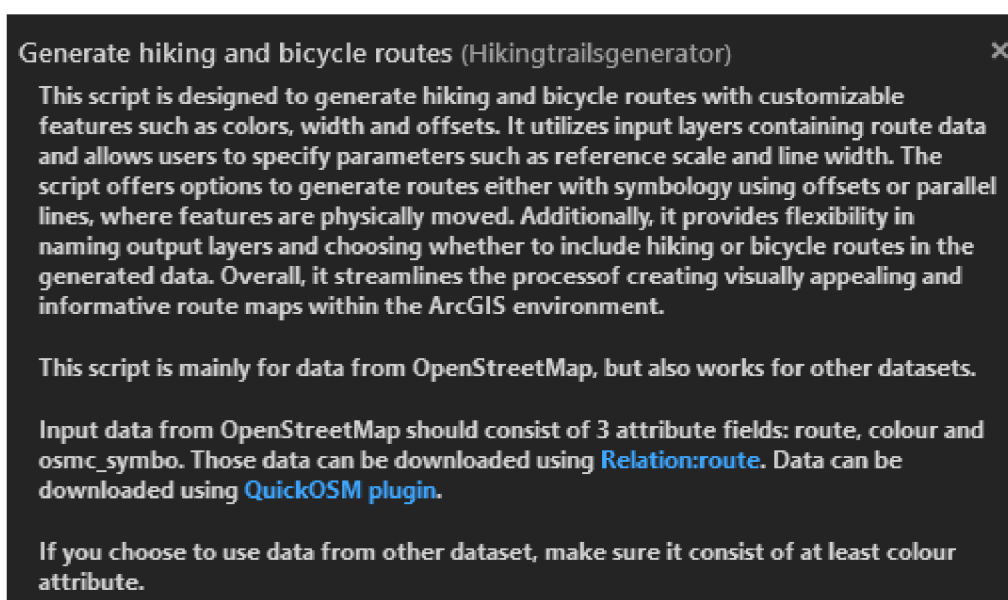 Generate hiking and bicycle routes (Hikingtrailsgenerator)
This script is designed to generate hiking and bicycle routes with customizable
features such as colors, width and offsets. It utilizes input layers containing route data
and allows users to specify parameters such as reference scale and line width. The
script offers options to generate routes either with symbology using offsets or parallel
lines, where features are physically moved. Additionally, it provides flexibility in
naming output layers and choosing whether to include hiking or bicycle routes in the
generated data. Overall, it streamlines the processof creating visually appealing and
informative route maps within the ArcGIS environment.
This script is mainly for data from OpenStreetMap, but also works for other datasets.
Input data from OpenStreetMap should consist of 3 attribute fields: route, colour and
osmc_symbo. Those data can be downloaded using Relation:route. Data can be
downloaded using QuickOSM plugin.
If you choose to use data from other dataset, make sure it consist of at least colour
attribute.